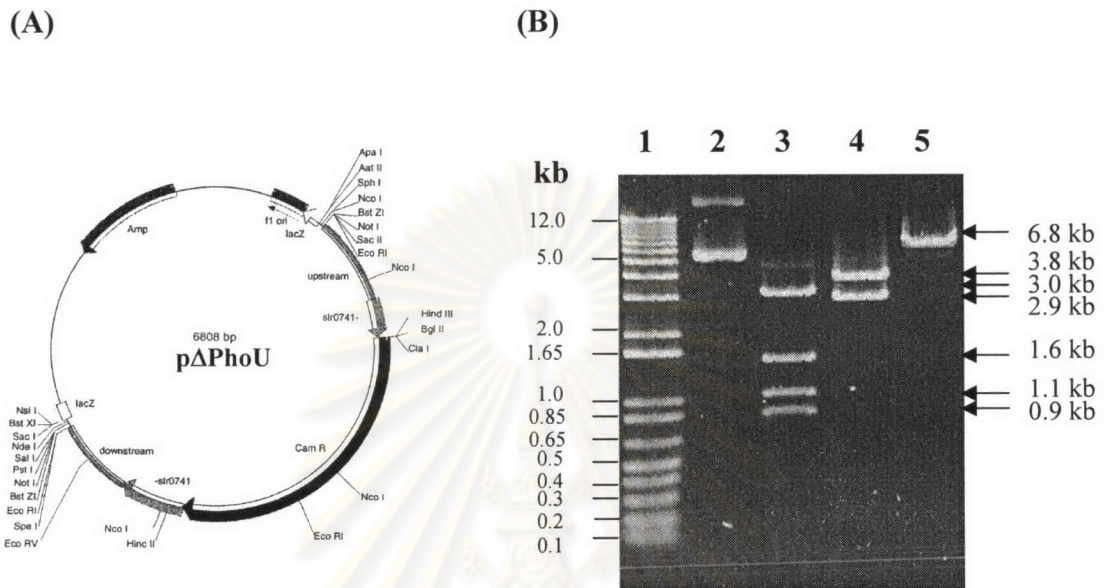 (A)
(B)
Apa I
Aat II
Sph I
Nco I
Bst ZI
Not I
Sac II
Eco RI
Nco I
f1 ori
lacZ
Amp
upstream
slr0741-
Hind III
Bgl II
Cla I
6808 bp
pΔPhoU
lacZ
Nsi I
Bst XI
Sac I
Nde I
Sal I
Pst I
Not I
Bst ZI
Eco RI
Spe I
Eco RV
downstream
-slr0741
Nco I
Hinc II
Cam R
Nco I
Eco RI
1 2 3 4 5
kb
12.0
5.0
2.0
1.65
1.0
0.85
0.65
0.5
0.4
0.3
0.2
0.1
6.8 kb
3.8 kb
3.0 kb
2.9 kb
1.6 kb
1.1 kb
0.9 kb